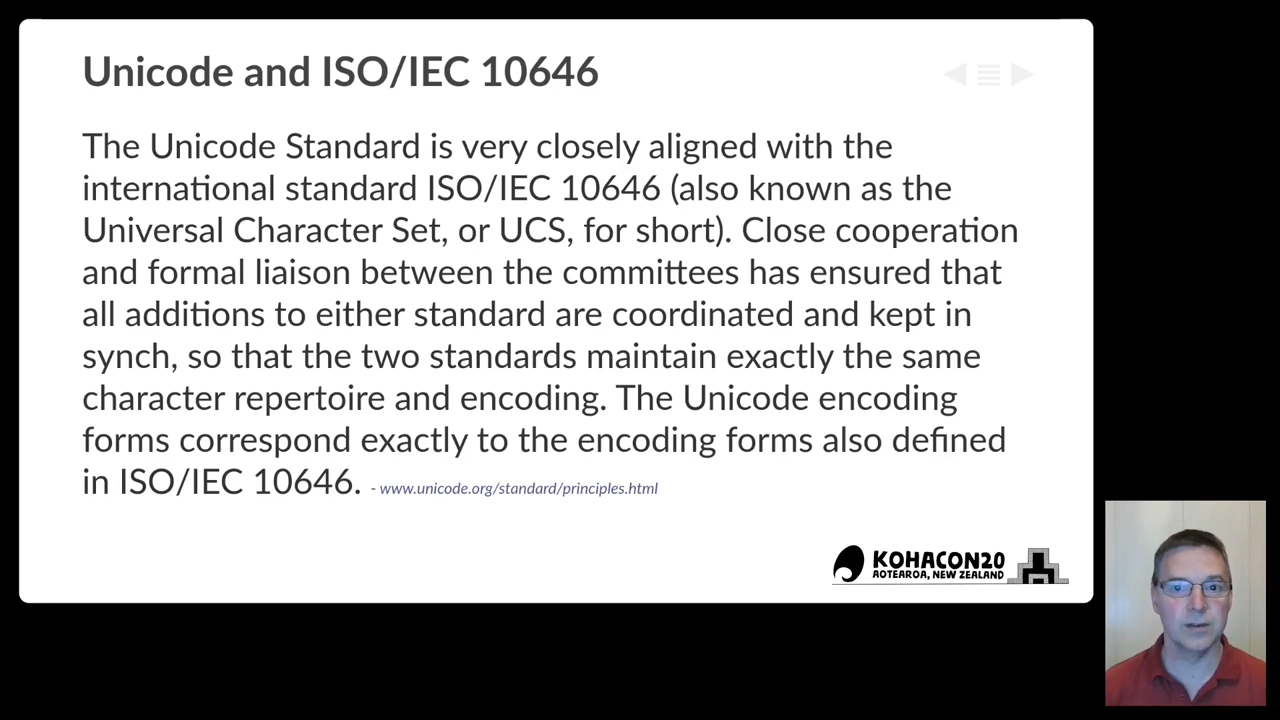 Unicode and ISO/IEC 10646
The Unicode Standard is very closely aligned with the
international standard ISO/IEC 10646 (also known as the
Universal Character Set, or UCS, for short). Close cooperation
and formal liaison between the committees has ensured that
all additions to either standard are coordinated and kept in
synch, so that the two standards maintain exactly the same
character repertoire and encoding. The Unicode encoding
forms correspond exactly to the encoding forms also defined
in ISO/IEC 10646. - www.unicode.org/standard/principles.html
KOHACON20
AOTEAROA, NEW ZEALAND